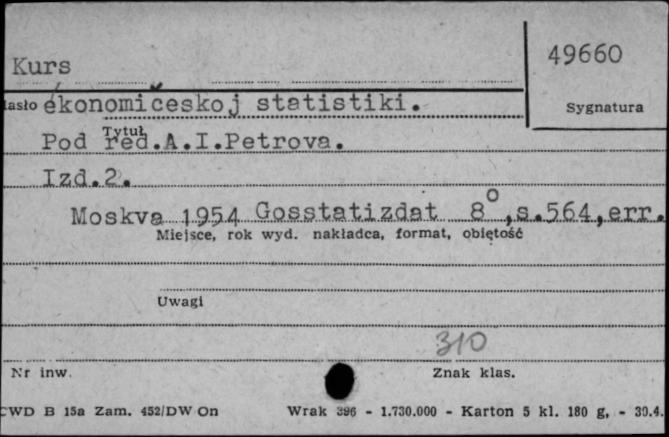 49660
Kurs
asło ékonomičeskoj statistiki.
Sygnatura
Tytuł
Pod red.A.I.Petrova.
Izd.2.
Moskva 1954 Gosstatizdat 8°,s.564,err.
Miejsce, rok wyd. nakładca, format, objętość
Uwagi
310
Nr inw.
Znak klas.
CWD B 15a Zam. 452/DW On Wrak 396 - 1.730.000 - Karton 5 kl. 180 g, - 30.4.